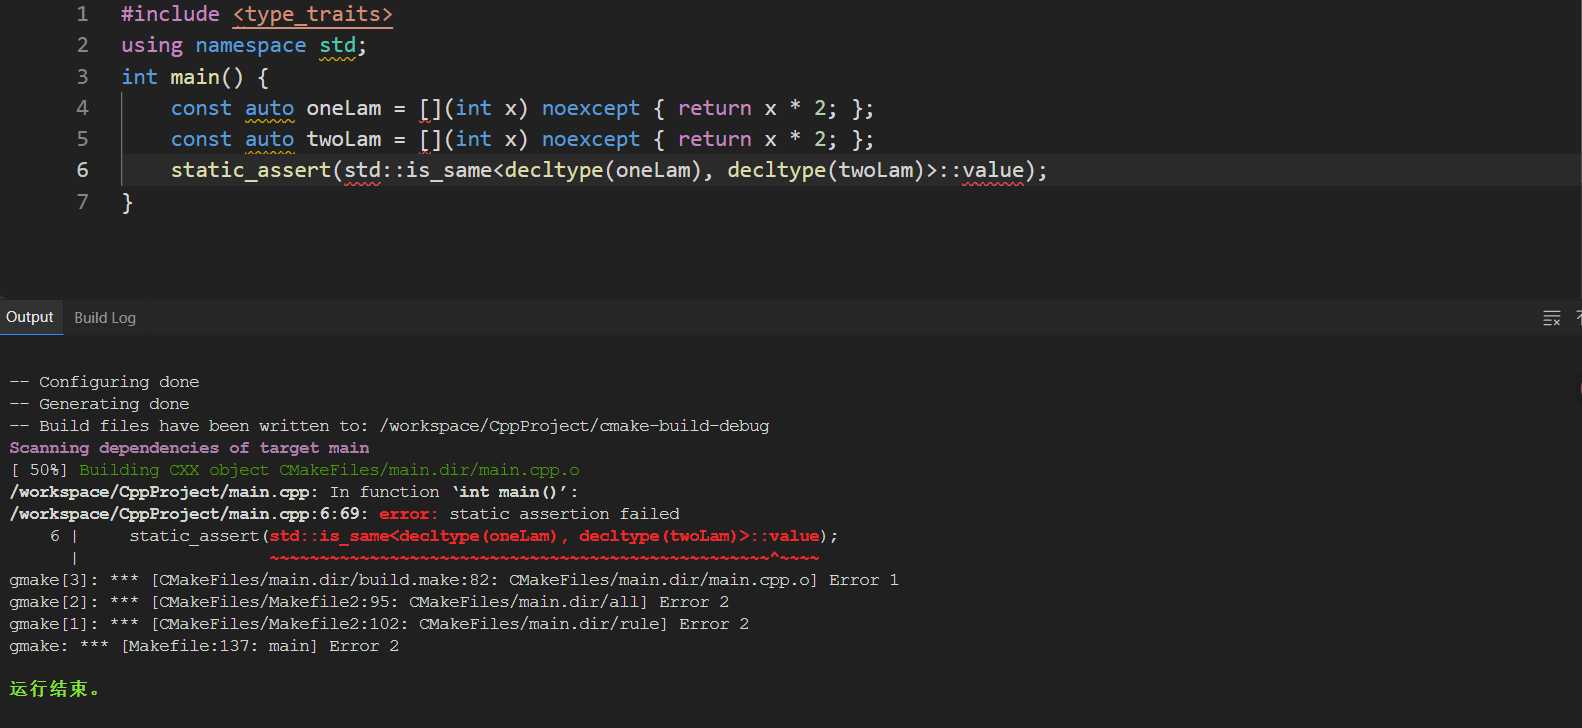 1 #include <type_traits>
2 using namespace std;
3 int main() {
4     const auto oneLam = [](int x) noexcept { return x * 2; };
5     const auto twoLam = [](int x) noexcept { return x * 2; };
6     static_assert(std::is_same<decltype(oneLam), decltype(twoLam)>::value);
7 }
Output Build Log
-- Configuring done
-- Generating done
-- Build files have been written to: /workspace/CppProject/cmake-build-debug
Scanning dependencies of target main
[ 50%] Building CXX object CMakeFiles/main.dir/main.cpp.o
/workspace/CppProject/main.cpp: In function ‘int main()’:
/workspace/CppProject/main.cpp:6:69: error: static assertion failed
    6 |     static_assert(std::is_same<decltype(oneLam), decltype(twoLam)>::value);
      |                   ~~~~~~~~~~~~~~~~~~~~~~~~~~~~~~~~~~~~~~~~~~~~~~~~~~^~~~~
gmake[3]: *** [CMakeFiles/main.dir/build.make:82: CMakeFiles/main.dir/main.cpp.o] Error 1
gmake[2]: *** [CMakeFiles/Makefile2:95: CMakeFiles/main.dir/all] Error 2
gmake[1]: *** [CMakeFiles/Makefile2:102: CMakeFiles/main.dir/rule] Error 2
gmake: *** [Makefile:137: main] Error 2
运行结束。